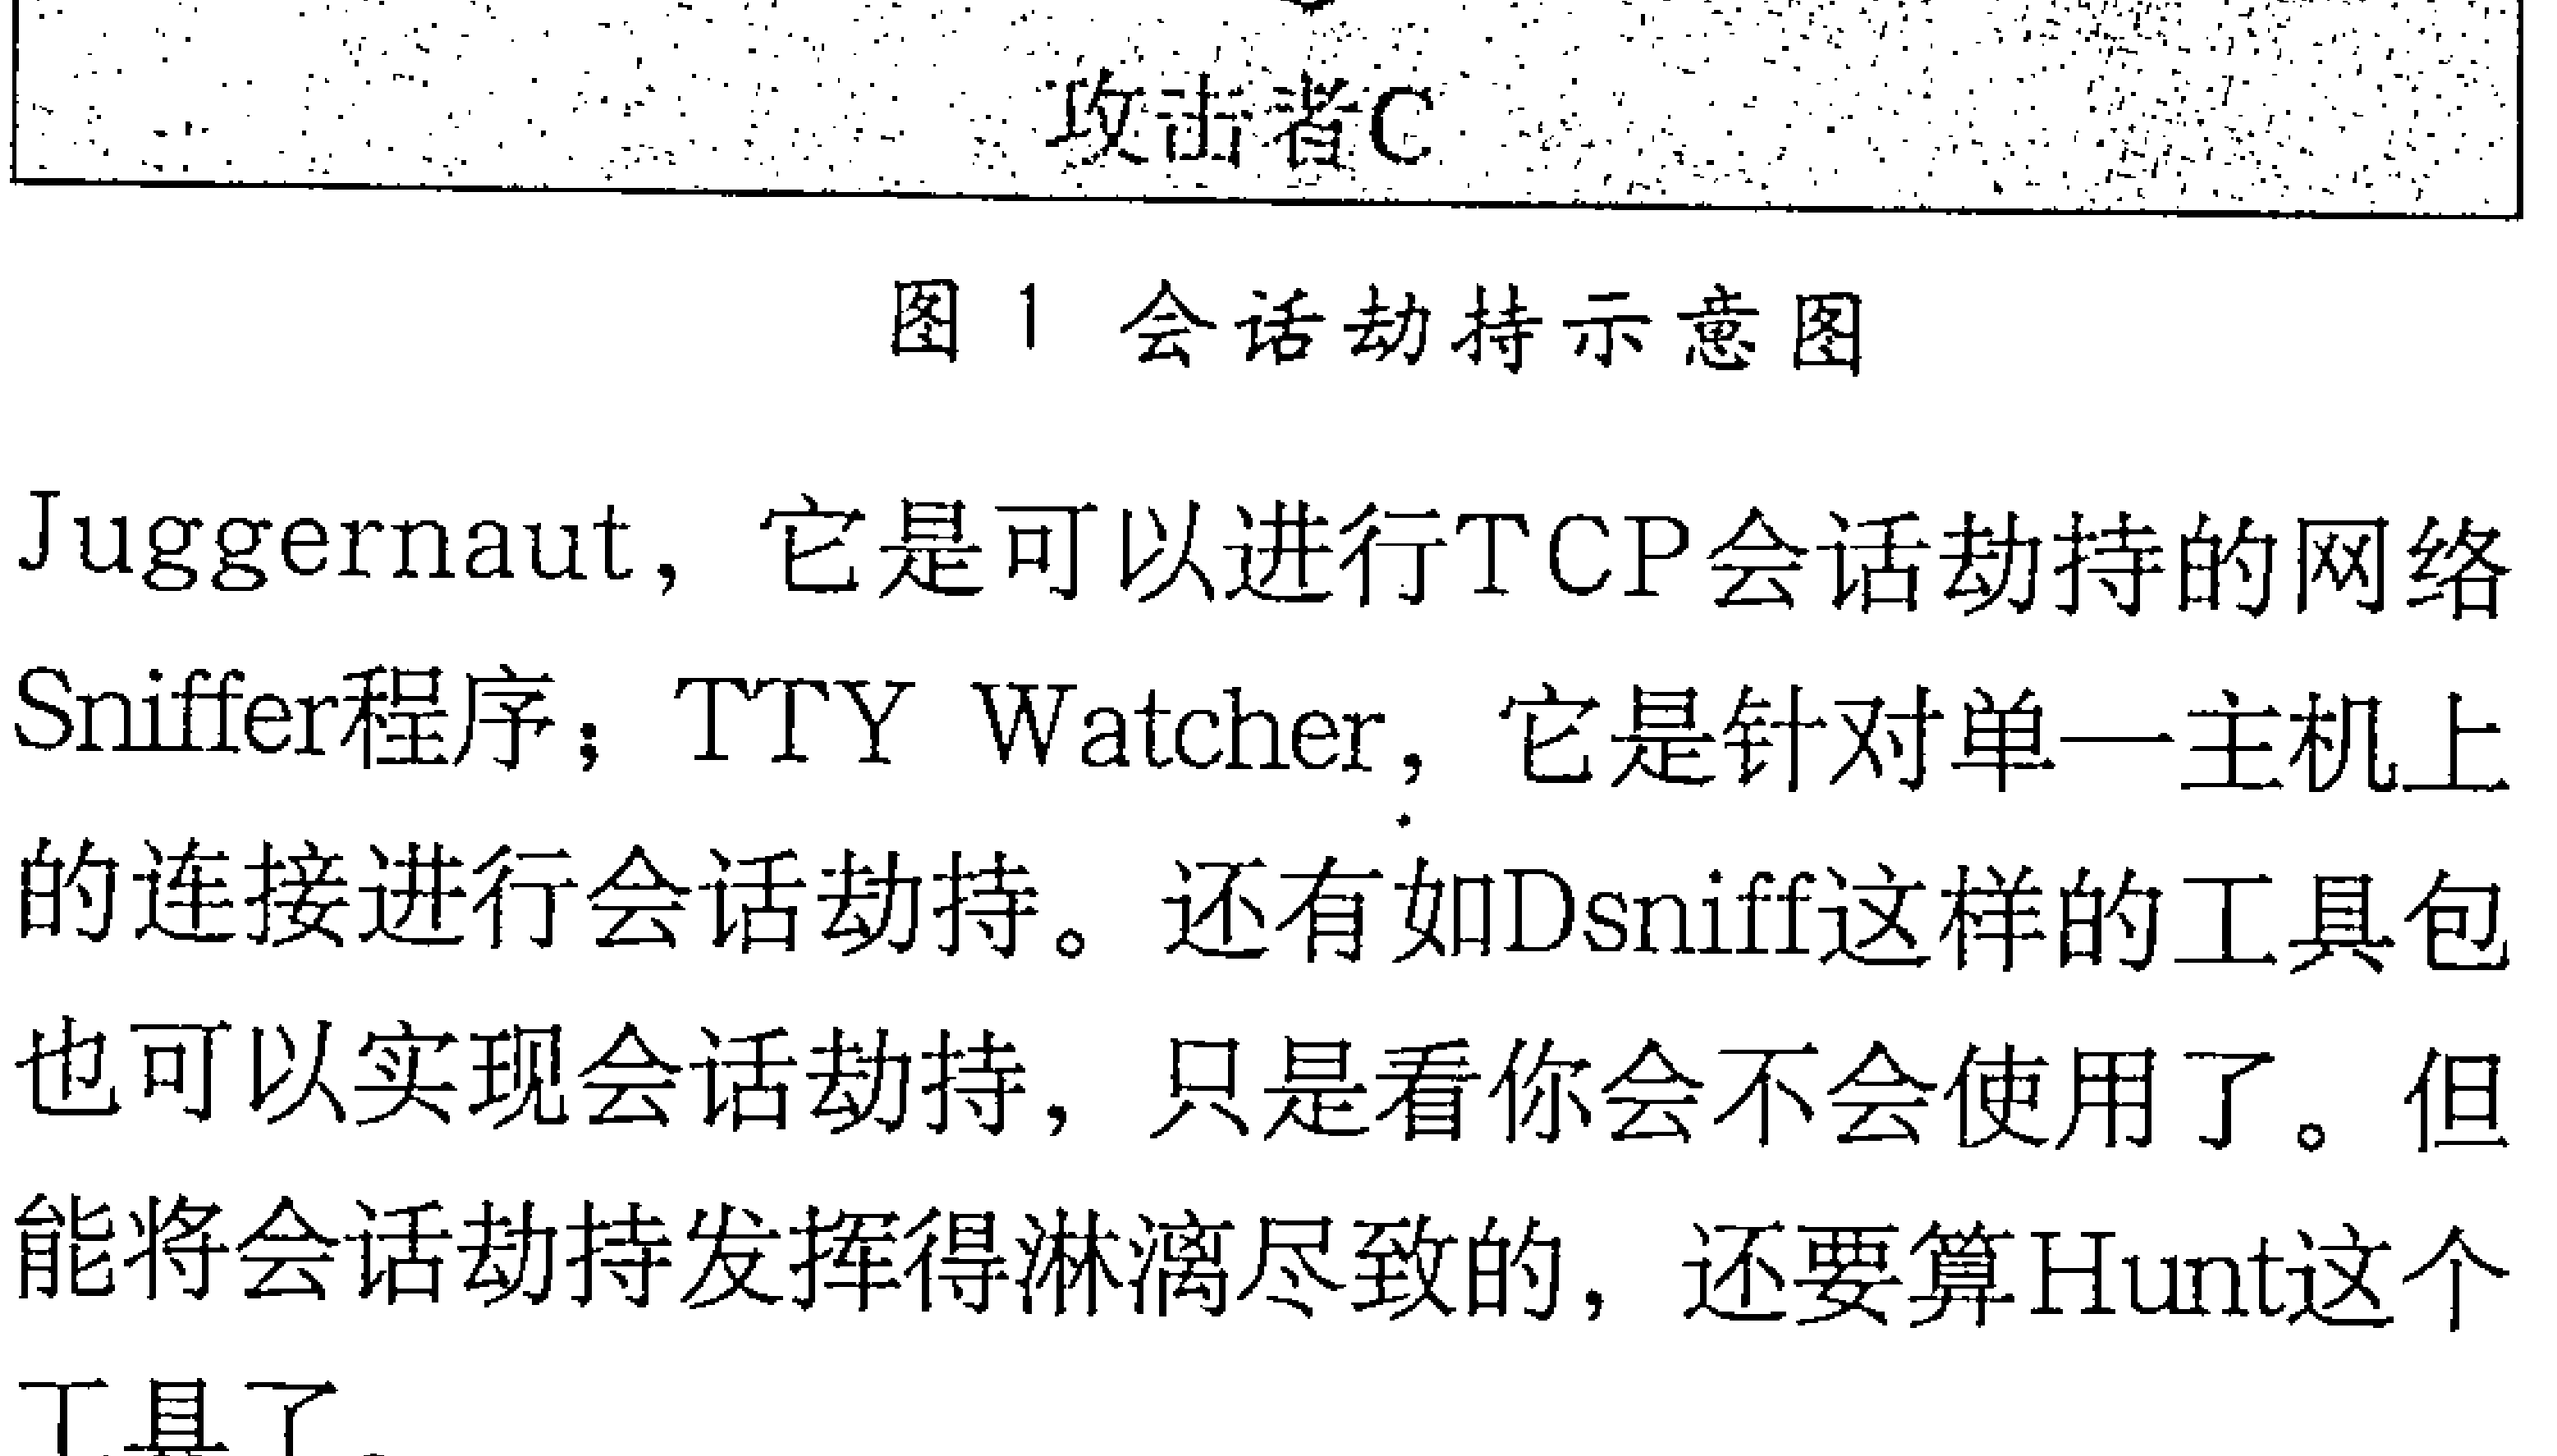 攻击者C
图 1 会话劫持示意图
Juggernaut，它是可以进行TCP会话劫持的网络
Sniffer程序；TTY Watcher，它是针对单一主机上
的连接进行会话劫持。还有如Dsniff这样的工具包
也可以实现会话劫持，只是看你会不会使用了。但
能将会话劫持发挥得淋漓尽致的，还要算Hunt这个
工具了。